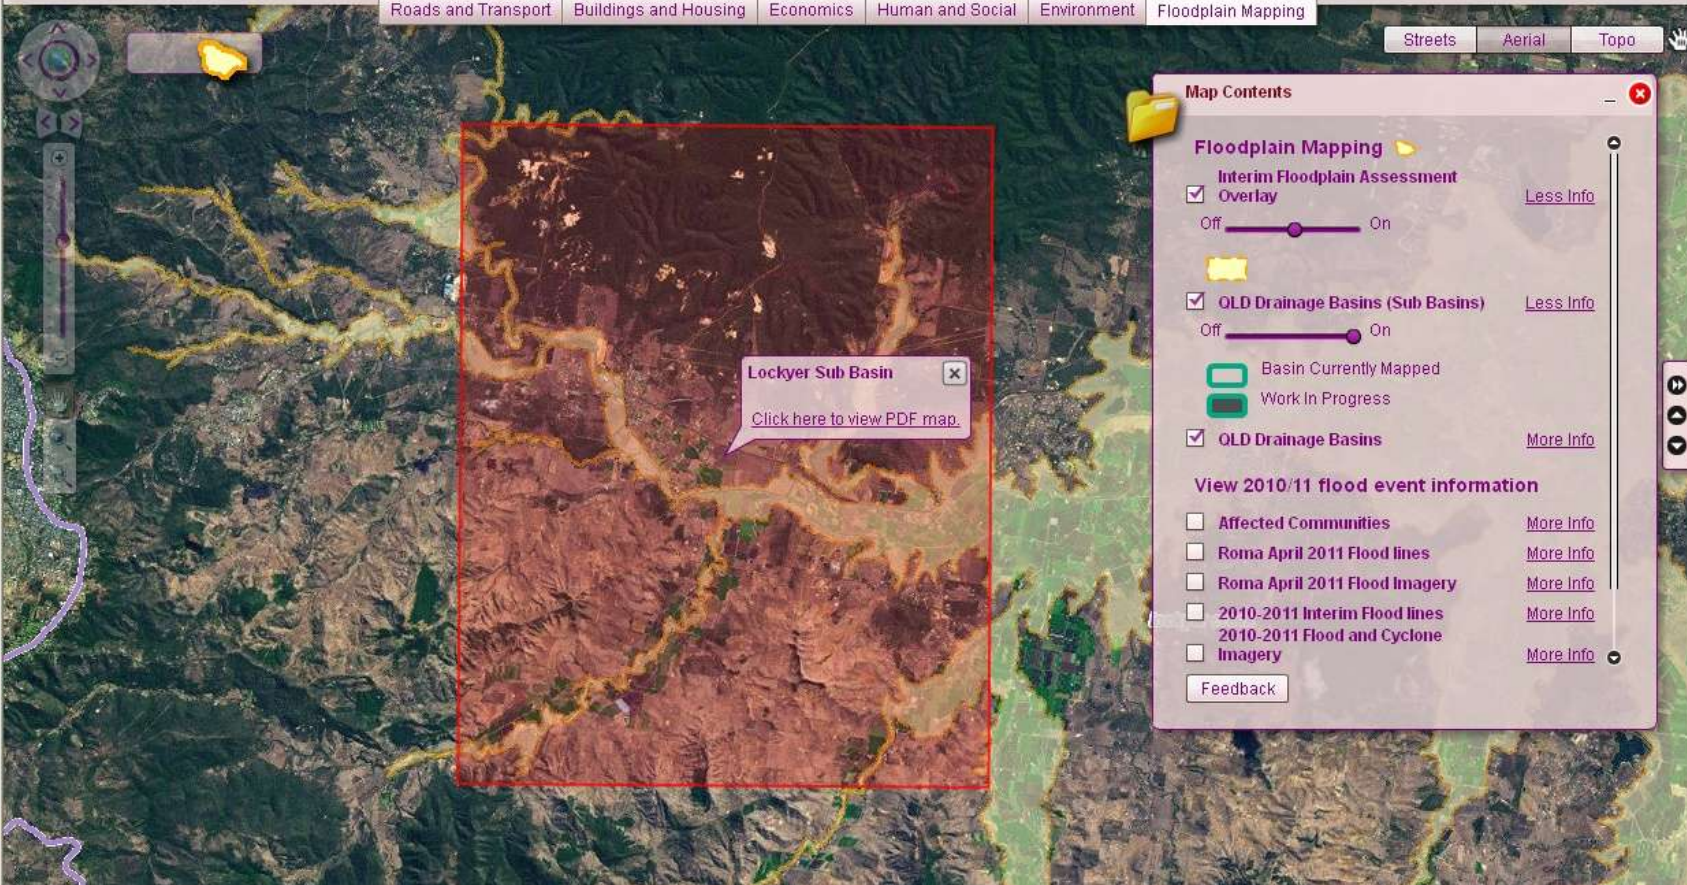 Roads and Transport
Buildings and Housing
Economics
Human and Social
Environment
Floodplain Mapping
Streets
Aerial
Topo
Map Contents
Floodplain Mapping
Interim Floodplain Assessment
Overlay
Less Info
Off
On
QLD Drainage Basins (Sub Basins)
Less Info
Off
On
Basin Currently Mapped
Work In Progress
QLD Drainage Basins
More Info
View 2010/11 flood event information
Affected Communities
More Info
Roma April 2011 Flood lines
More Info
Roma April 2011 Flood Imagery
More Info
2010-2011 Interim Flood lines
More Info
2010-2011 Flood and Cyclone
Imagery
More Info
Feedback
Lockyer Sub Basin
Click here to view PDF map.